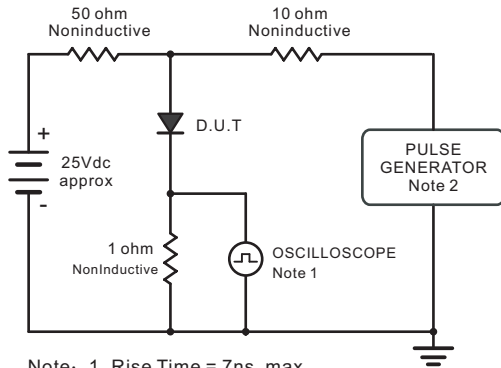 50 ohm
Noninductive
10 ohm
Noninductive
D.U.T
+
25Vdc
approx
-
PULSE
GENERATOR
Note 2
1 ohm
NonInductive
OSCILLOSCOPE
Note 1
Note: 1. Rise Time = 7ns, max.